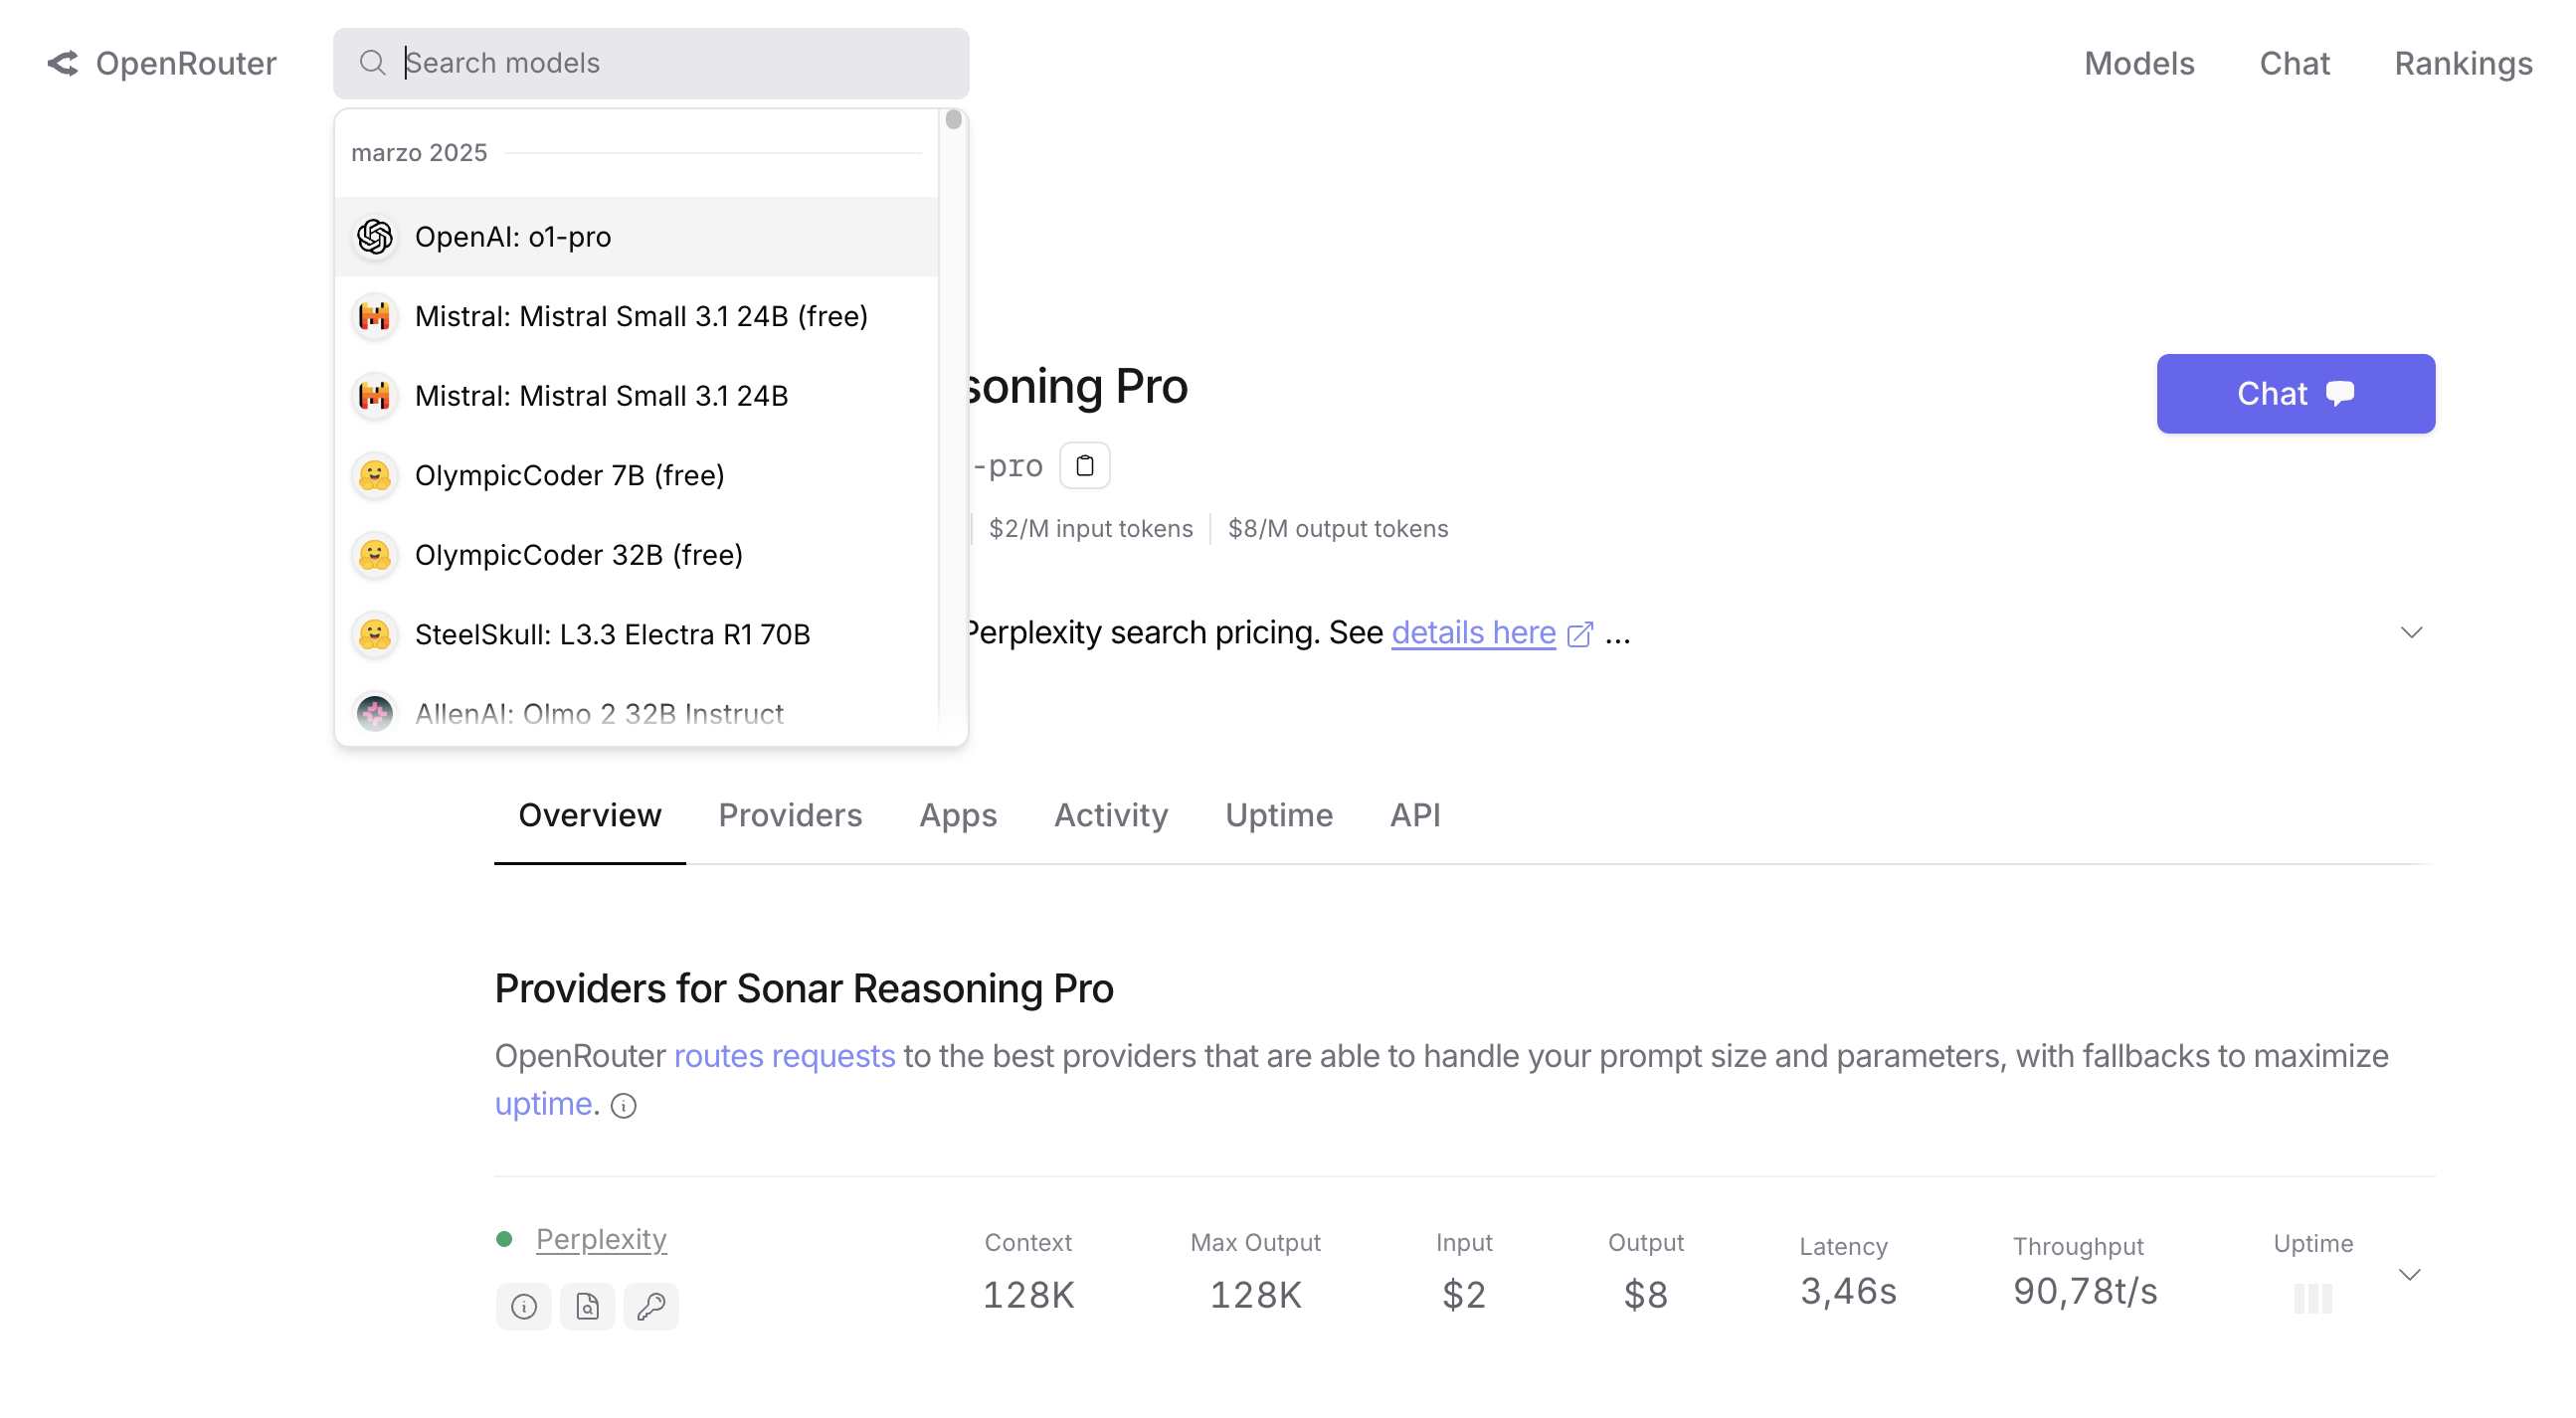 OpenRouter
Search models
Models
Chat
Rankings
marzo 2025
OpenAI: o1-pro
Mistral: Mistral Small 3.1 24B (free)
Mistral: Mistral Small 3.1 24B
OlympicCoder 7B (free)
OlympicCoder 32B (free)
SteelSkull: L3.3 Electra R1 70B
AllenAI: Olmo 2 32B Instruct
soning Pro
Chat
-pro
$2/M input tokens
$8/M output tokens
Perplexity search pricing. See details here ...
Overview
Providers
Apps
Activity
Uptime
API
Providers for Sonar Reasoning Pro
OpenRouter routes requests to the best providers that are able to handle your prompt size and parameters, with fallbacks to maximize
uptime.
Perplexity
Context
128K
Max Output
128K
Input
$2
Output
$8
Latency
3,46s
Throughput
90,78t/s
Uptime